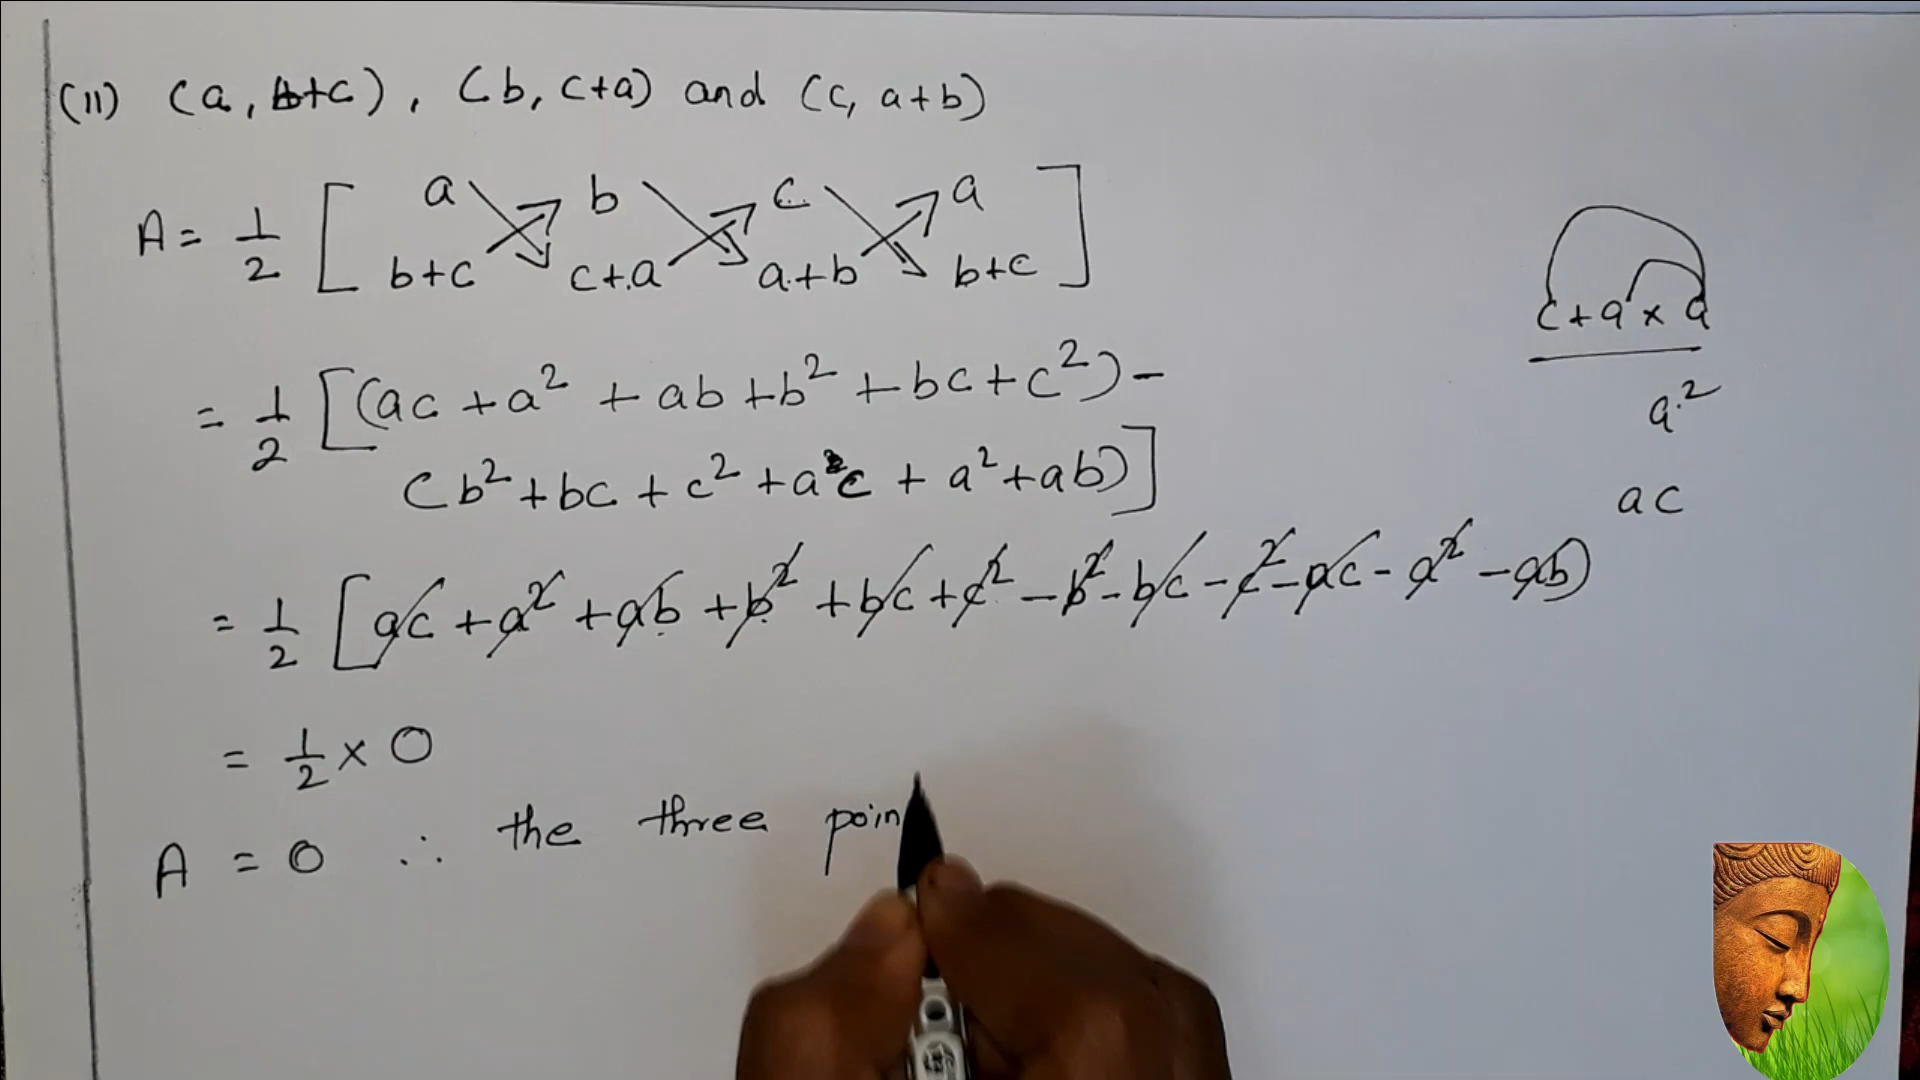 (11) (a, b+c), (b, c+a) and (c, a+b)
A = 1/2 [ a b c a
b+c c+a a+b b+c ]
c+a × a
= 1/2 [(ac + a² + ab + b² + bc + c²) -
a²
(b² + bc + c² + ac + a² + ab)]
ac
= 1/2 [ac + a² + ab + b² + bc + c² - b² - bc - c² - ac - a² - ab)
= 1/2 × 0
A = 0 ∴ the three poin